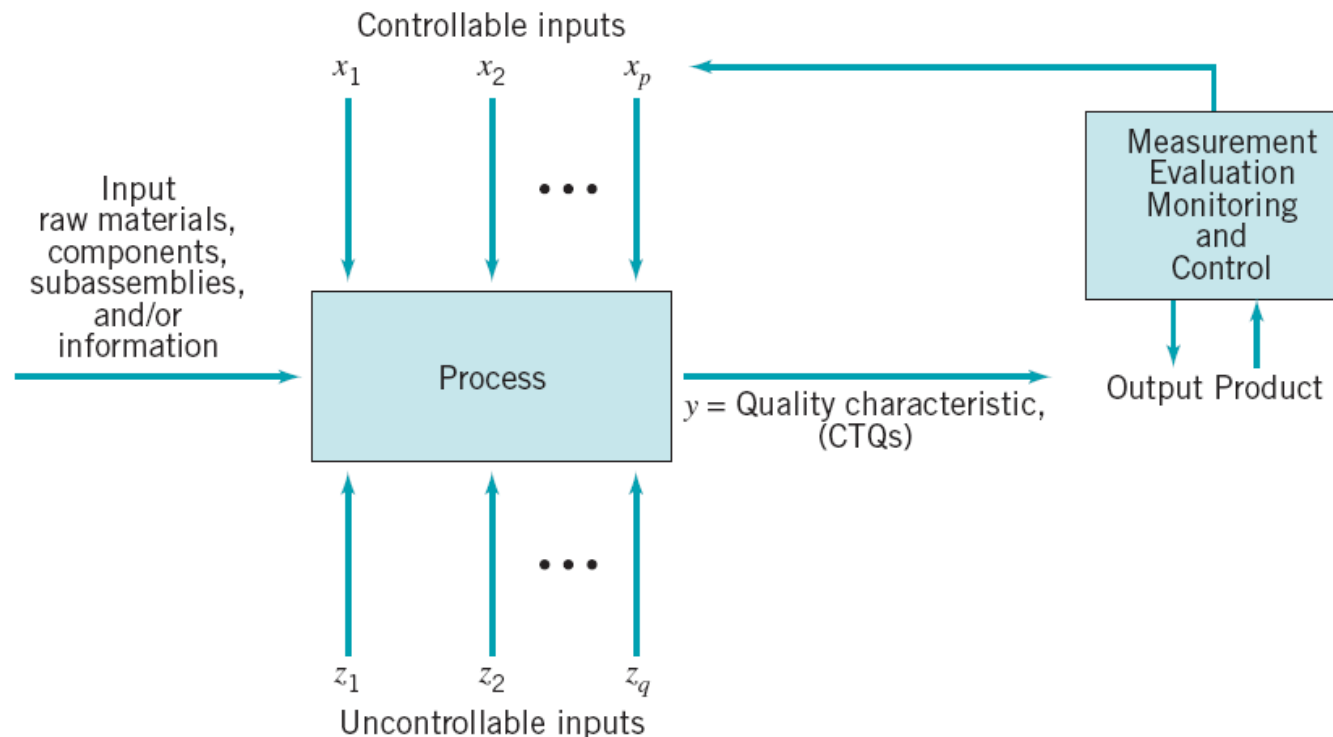 Controllable inputs
x1 x2 xp
Input
raw materials,
components,
subassemblies,
and/or
information
Process
Measurement
Evaluation
Monitoring
and
Control
Output Product
y = Quality characteristic,
(CTQs)
z1 z2 zq
Uncontrollable inputs